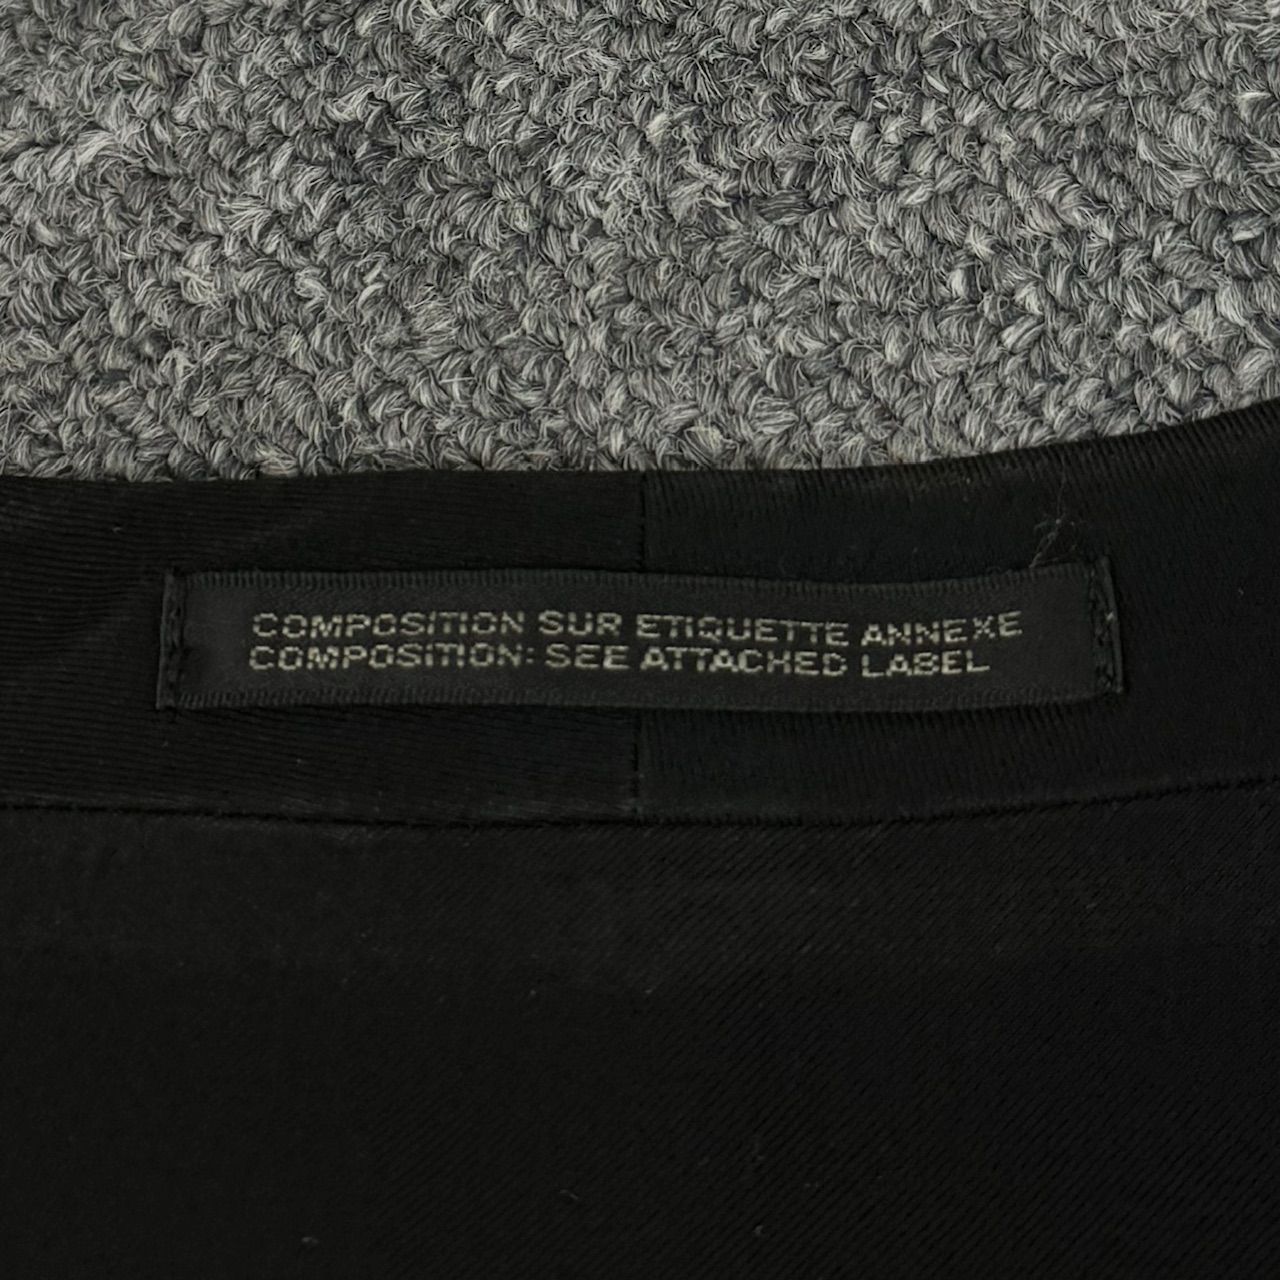 COMPOSITION SUR ETIQUETTE ANNEXE
COMPOSITION: SEE ATTACHED LABEL